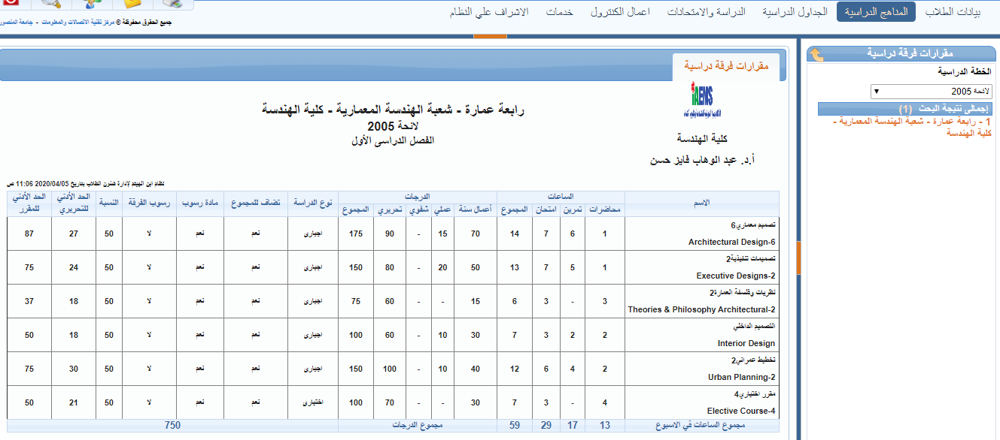 بيانات الطلاب
المناهج الدراسية
الجداول الدراسية
الدراسة والامتحانات
اعمال الكنترول
خدمات
الاشراف علي النظام
جميع الحقوق محفوظة © مركز تقنية الاتصالات والمعلومات - جامعة المنصور
مقرارات فرقة دراسية
الخطة الدراسية
لائحة 2005
إجمالى نتيجة البحث (1)
1 - رابعة عمارة - شعبة الهندسة المعمارية -
كلية الهندسة
مقرارات فرقة دراسية
كلية الهندسة
أ.د. عبد الوهاب فايز حسن
رابعة عمارة - شعبة الهندسة المعمارية - كلية الهندسة
لائحة 2005
الفصل الدراسى الأول
نظام ابن الهيثم لإدارة شئون الطلاب بتاريخ 2020/04/05 11:06 ص
الاسم الساعات الدرجات نوع الدراسة تضاف للمجموع مادة رسوب رسوب الفرقة النسبة الحد الأدني للتحريري الحد الأدني للمقرر
محاضرات تمرين امتحان المجموع أعمال سنة عملي شفوي تحريري المجموع
تصميم معماري6
Architectural Design-6
1 6 7 14 70 15 - 90 175 اجبارى نعم نعم لا 50 27 87
تصميمات تنفيذية2
Executive Designs-2
1 5 7 13 50 20 - 80 150 اجبارى نعم نعم لا 50 24 75
نظريات وفلسفة العمارة2
Theories & Philosophy Architectural-2
3 - 3 6 15 - - 60 75 اجبارى نعم نعم لا 50 18 37
التصميم الداخلي
Interior Design
2 2 3 7 30 10 - 60 100 اجبارى نعم نعم لا 50 18 50
تخطيط عمراني2
Urban Planning-2
2 4 6 12 40 10 - 100 150 اجبارى نعم نعم لا 50 30 75
مقرر اختياري4
Elective Course-4
4 - 3 7 30 - - 70 100 اختيارى نعم نعم لا 50 21 50
مجموع الساعات في الاسبوع 13 17 29 59 مجموع الدرجات 750